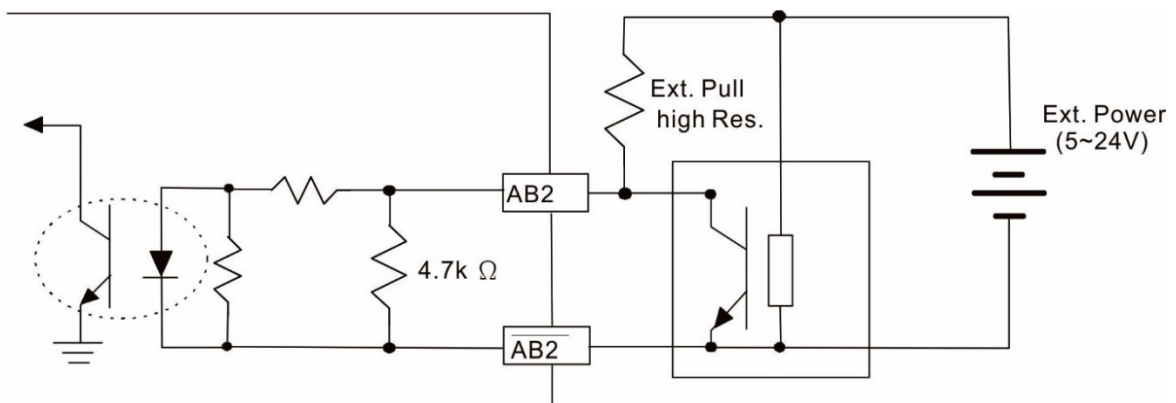 Ext. Pull
high Res.
Ext. Power
(5~24V)
AB2
4.7k Ω
AB2